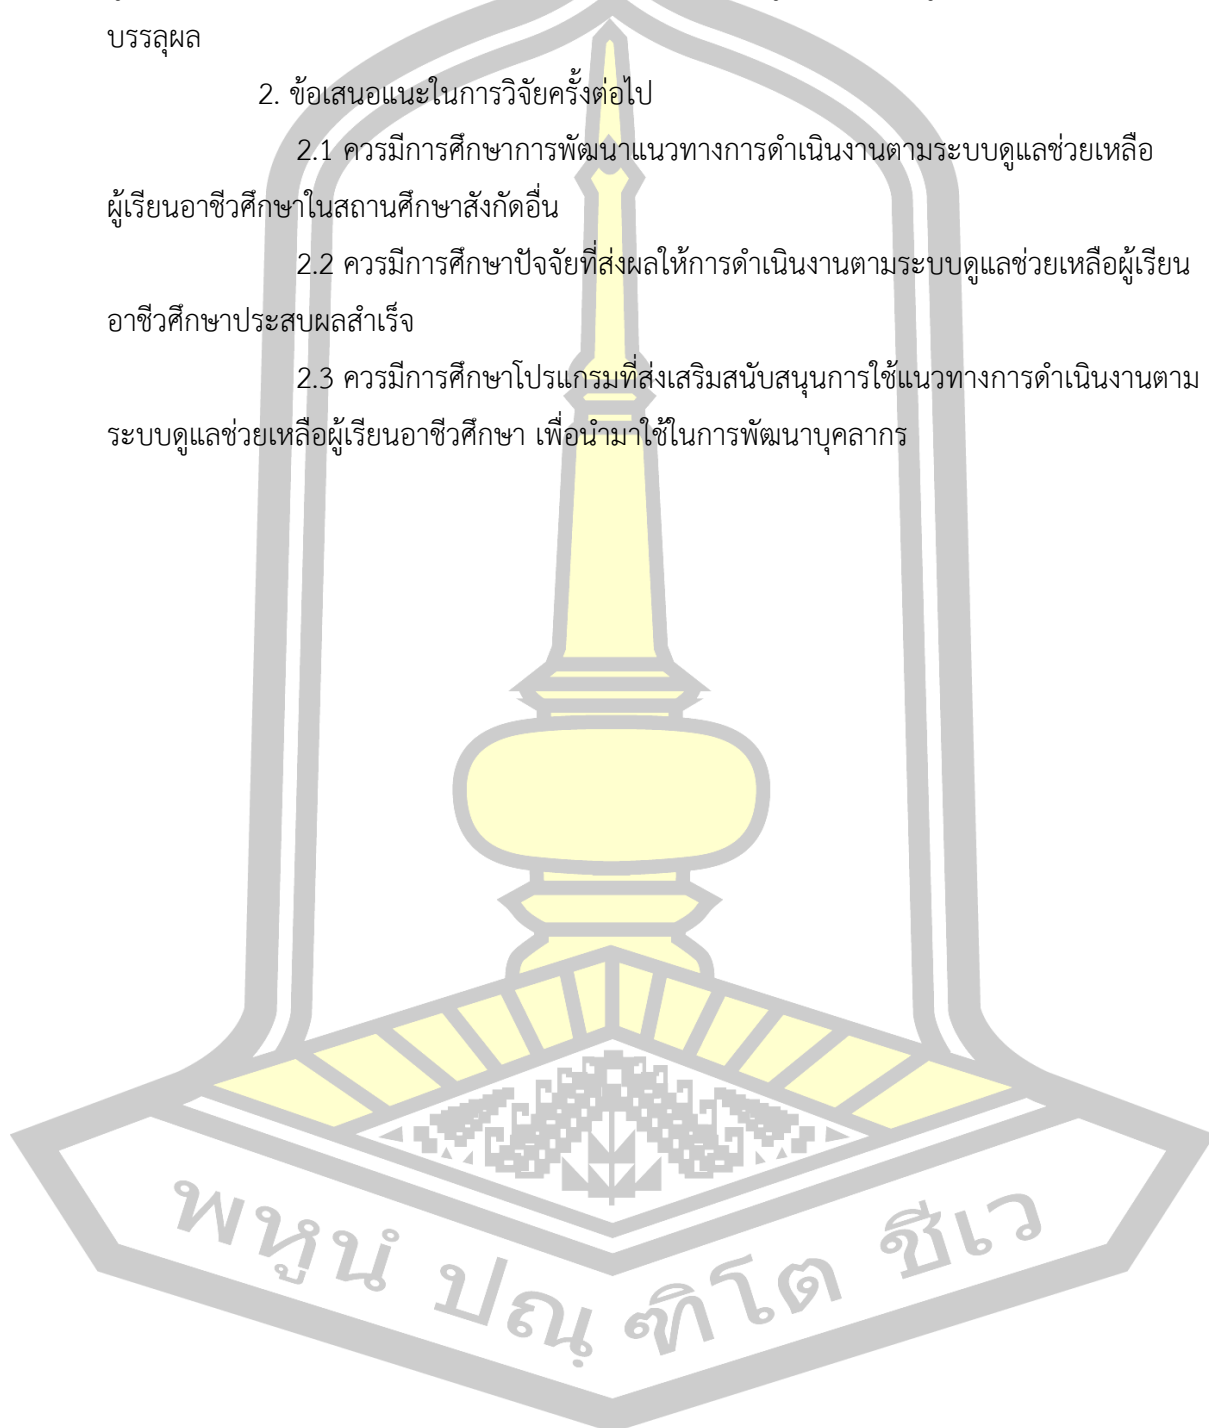 บรรลุผล
2. ข้อเสนอแนะในการวิจัยครั้งต่อไป
2.1 ควรมีการศึกษาการพัฒนาแนวทางการดำเนินงานตามระบบดูแลช่วยเหลือ
ผู้เรียนอาชีวศึกษาในสถานศึกษาสังกัดอื่น
2.2 ควรมีการศึกษาปัจจัยที่ส่งผลให้การดำเนินงานตามระบบดูแลช่วยเหลือผู้เรียน
อาชีวศึกษาประสบผลสำเร็จ
2.3 ควรมีการศึกษาโปรแกรมที่ส่งเสริมสนับสนุนการใช้แนวทางการดำเนินงานตาม
ระบบดูแลช่วยเหลือผู้เรียนอาชีวศึกษา เพื่อนำมาใช้ในการพัฒนาบุคลากร
พหูนํ ปณฺ ฑิโต ชีเว